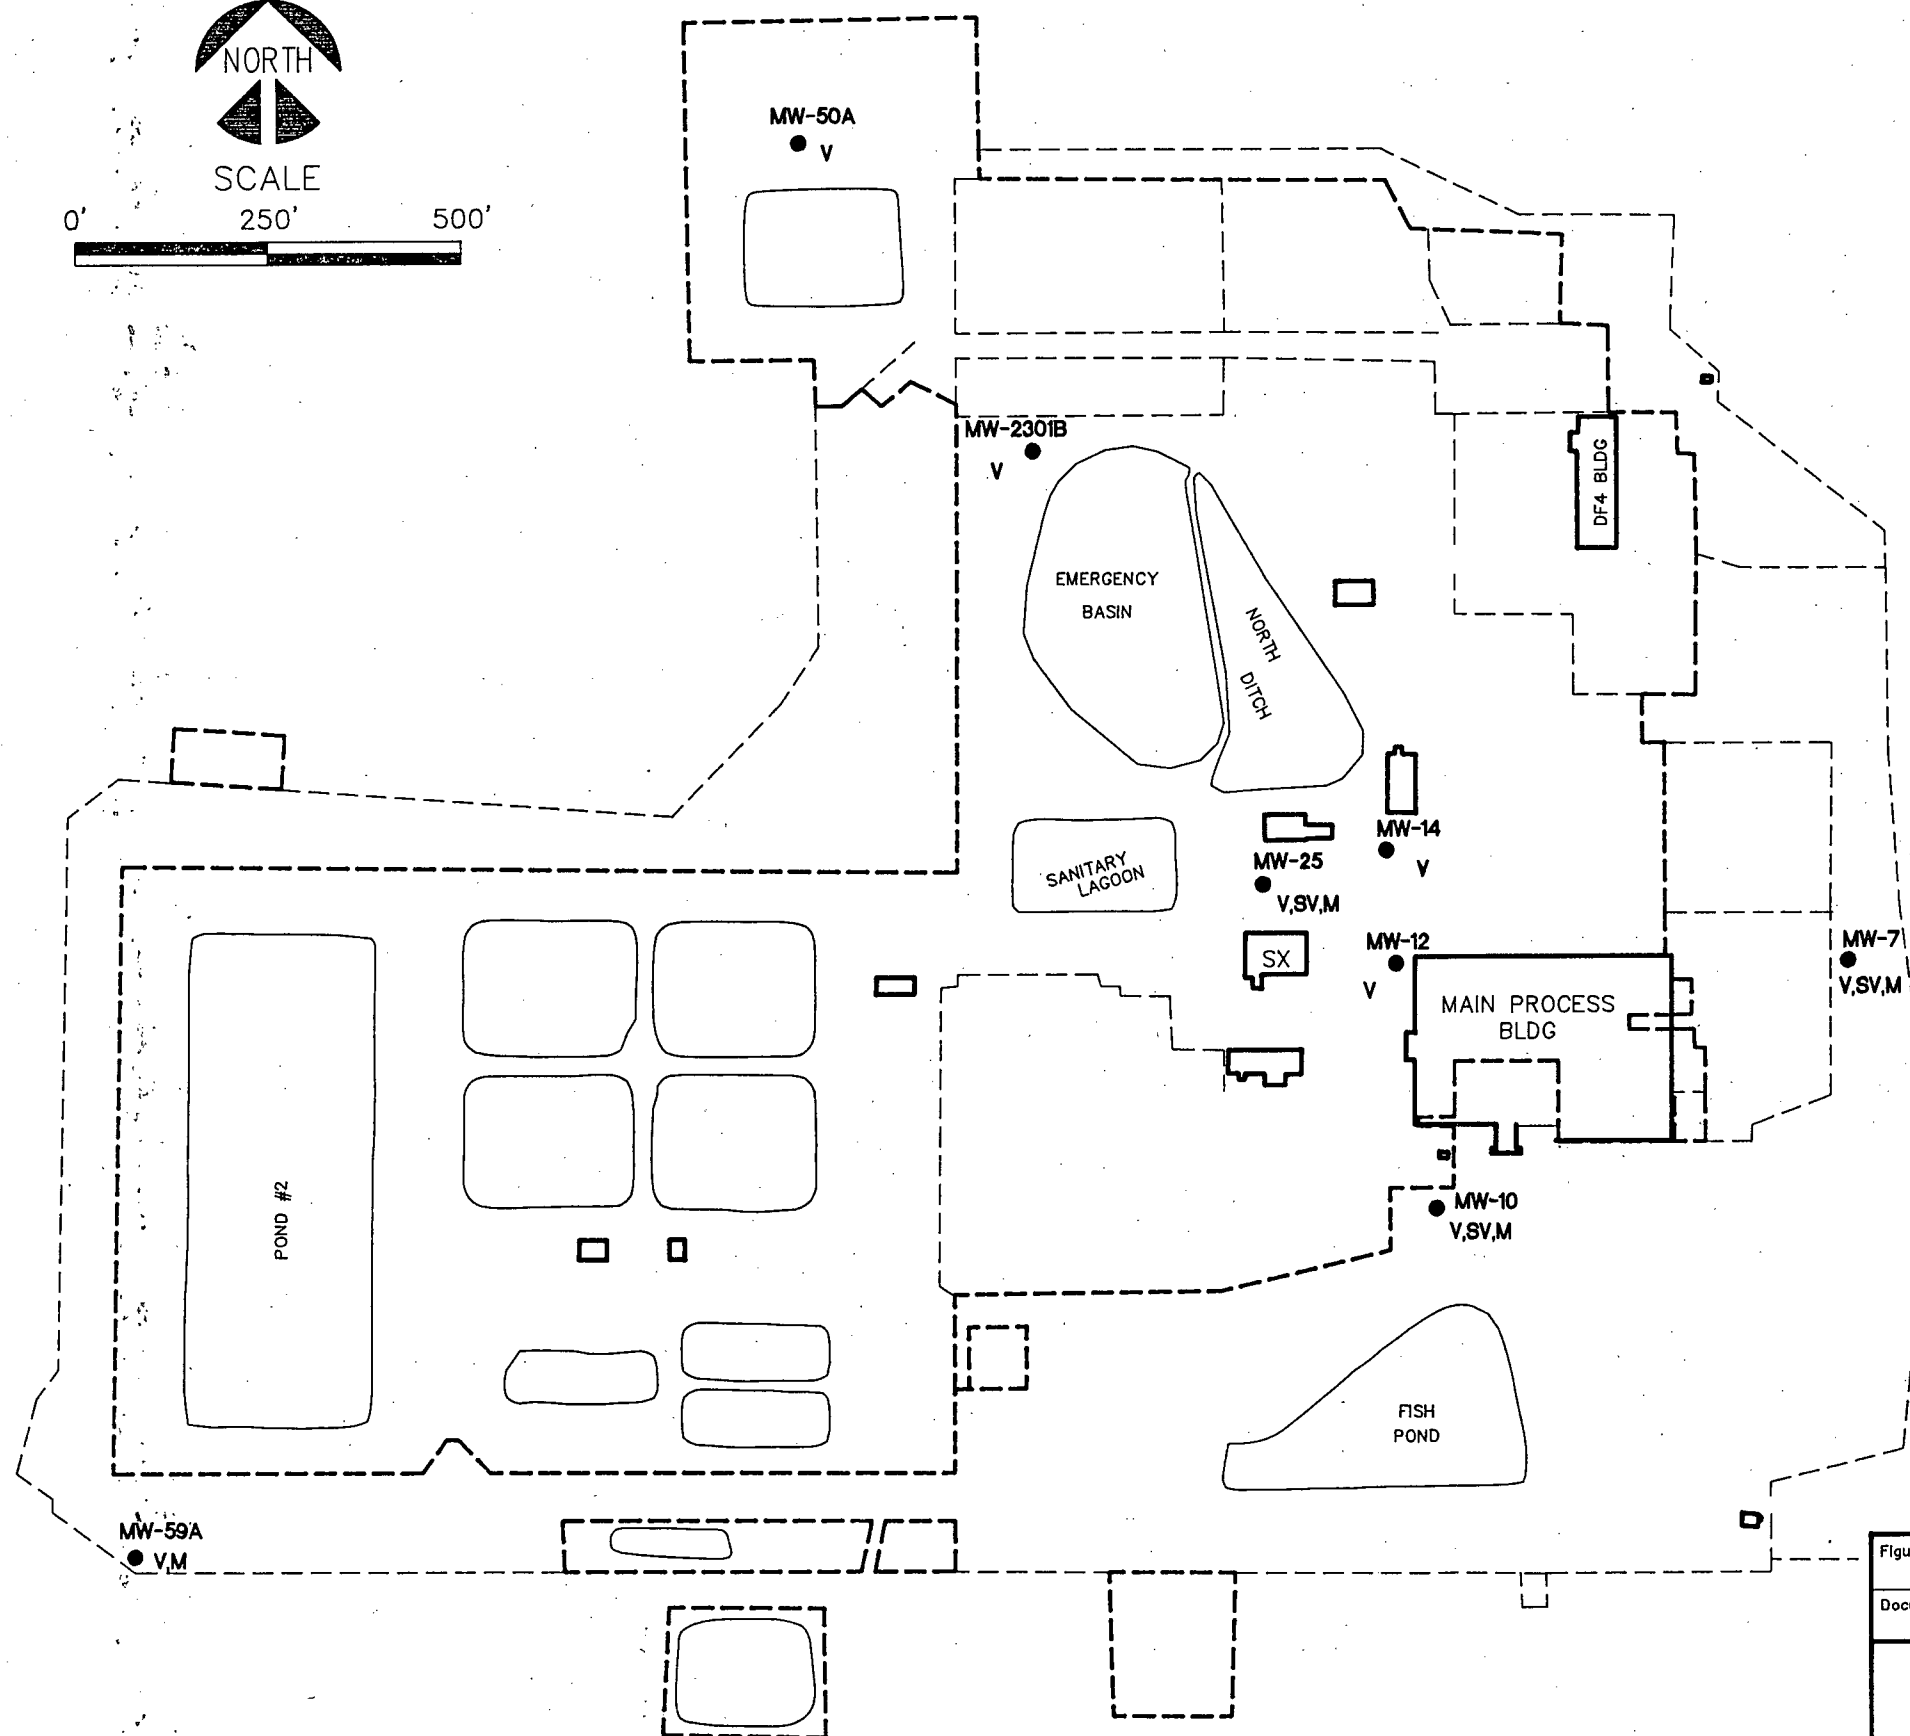 NORTH
SCALE
0' 250' 500'
MW-50A
V
MW-2301B
V
DF4 BLDG
EMERGENCY
BASIN
NORTH
DITCH
MW-14
V
MW-25
V,SV,M
SANITARY
LAGOON
MW-12
V
SX
MAIN PROCESS
BLDG
MW-7
V,SV,M
POND #2
MW-10
V,SV,M
FISH
POND
MW-59A
V,M